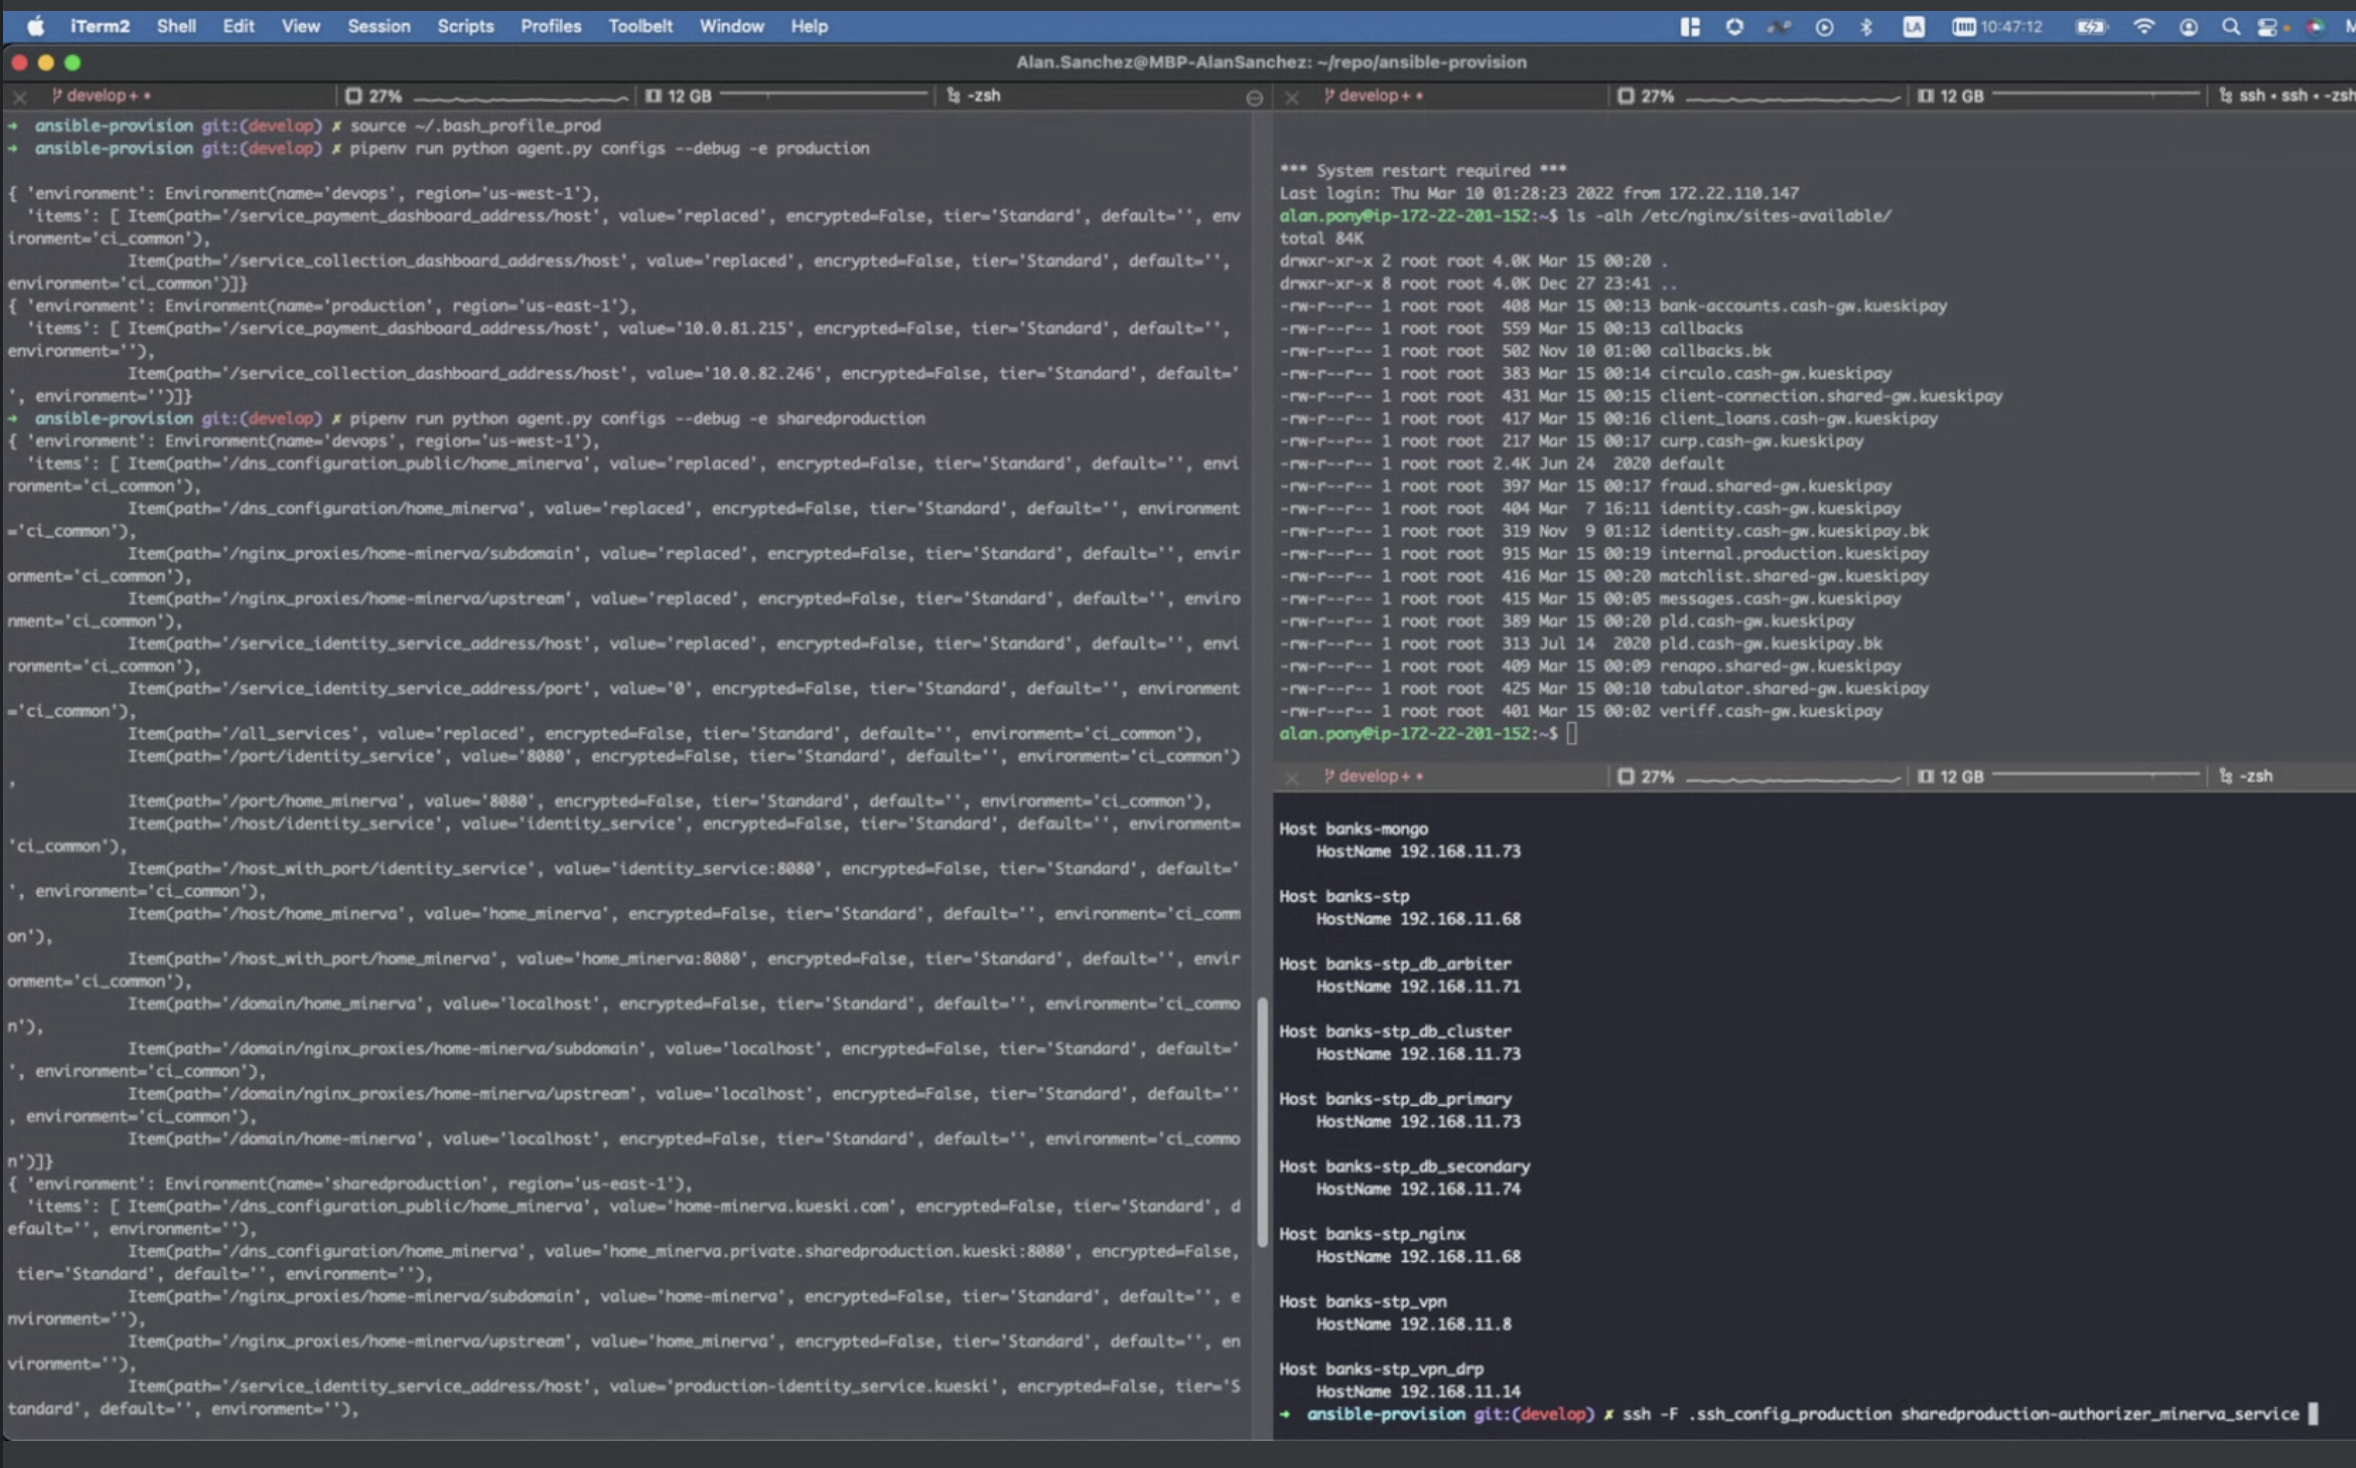 iTerm2 Shell Edit View Session Scripts Profiles Toolbelt Window Help LA 10:47:12
Alan.Sanchez@MBP-AlanSanchez: ~/repo/ansible-provision
develop+ • 27% 12 GB -zsh
→ ansible-provision git:(develop) ✗ source ~/.bash_profile_prod
→ ansible-provision git:(develop) ✗ pipenv run python agent.py configs --debug -e production
{ 'environment': Environment(name='devops', region='us-west-1'),
'items': [ Item(path='/service_payment_dashboard_address/host', value='replaced', encrypted=False, tier='Standard', default='', env
ironment='ci_common'),
Item(path='/service_collection_dashboard_address/host', value='replaced', encrypted=False, tier='Standard', default='',
environment='ci_common')]}
{ 'environment': Environment(name='production', region='us-east-1'),
'items': [ Item(path='/service_payment_dashboard_address/host', value='10.0.81.215', encrypted=False, tier='Standard', default='',
environment=''),
Item(path='/service_collection_dashboard_address/host', value='10.0.82.246', encrypted=False, tier='Standard', default='
', environment='')]}
→ ansible-provision git:(develop) ✗ pipenv run python agent.py configs --debug -e sharedproduction
{ 'environment': Environment(name='devops', region='us-west-1'),
'items': [ Item(path='/dns_configuration_public/home_minerva', value='replaced', encrypted=False, tier='Standard', default='', envi
ronment='ci_common'),
Item(path='/dns_configuration/home_minerva', value='replaced', encrypted=False, tier='Standard', default='', environment
='ci_common'),
Item(path='/nginx_proxies/home-minerva/subdomain', value='replaced', encrypted=False, tier='Standard', default='', envir
onment='ci_common'),
Item(path='/nginx_proxies/home-minerva/upstream', value='replaced', encrypted=False, tier='Standard', default='', enviro
nment='ci_common'),
Item(path='/service_identity_service_address/host', value='replaced', encrypted=False, tier='Standard', default='', envi
ronment='ci_common'),
Item(path='/service_identity_service_address/port', value='0', encrypted=False, tier='Standard', default='', environment
='ci_common'),
Item(path='/all_services', value='replaced', encrypted=False, tier='Standard', default='', environment='ci_common'),
Item(path='/port/identity_service', value='8080', encrypted=False, tier='Standard', default='', environment='ci_common')
,
Item(path='/port/home_minerva', value='8080', encrypted=False, tier='Standard', default='', environment='ci_common'),
Item(path='/host/identity_service', value='identity_service', encrypted=False, tier='Standard', default='', environment=
'ci_common'),
Item(path='/host_with_port/identity_service', value='identity_service:8080', encrypted=False, tier='Standard', default='
', environment='ci_common'),
Item(path='/host/home_minerva', value='home_minerva', encrypted=False, tier='Standard', default='', environment='ci_comm
on'),
Item(path='/host_with_port/home_minerva', value='home_minerva:8080', encrypted=False, tier='Standard', default='', envir
onment='ci_common'),
Item(path='/domain/home_minerva', value='localhost', encrypted=False, tier='Standard', default='', environment='ci_commo
n'),
Item(path='/domain/nginx_proxies/home-minerva/subdomain', value='localhost', encrypted=False, tier='Standard', default='
', environment='ci_common'),
Item(path='/domain/nginx_proxies/home-minerva/upstream', value='localhost', encrypted=False, tier='Standard', default=''
, environment='ci_common'),
Item(path='/domain/home-minerva', value='localhost', encrypted=False, tier='Standard', default='', environment='ci_commo
n')]}
{ 'environment': Environment(name='sharedproduction', region='us-east-1'),
'items': [ Item(path='/dns_configuration_public/home_minerva', value='home-minerva.kueski.com', encrypted=False, tier='Standard', d
efault='', environment=''),
Item(path='/dns_configuration/home_minerva', value='home_minerva.private.sharedproduction.kueski:8080', encrypted=False,
tier='Standard', default='', environment=''),
Item(path='/nginx_proxies/home-minerva/subdomain', value='home-minerva', encrypted=False, tier='Standard', default='', e
nvironment=''),
Item(path='/nginx_proxies/home-minerva/upstream', value='home_minerva', encrypted=False, tier='Standard', default='', en
vironment=''),
Item(path='/service_identity_service_address/host', value='production-identity_service.kueski', encrypted=False, tier='S
tandard', default='', environment=''),
develop+ • 27% 12 GB ssh • ssh • -zsh
*** System restart required ***
Last login: Thu Mar 10 01:28:23 2022 from 172.22.110.147
alan.pony@ip-172-22-201-152:~$ ls -alh /etc/nginx/sites-available/
total 84K
drwxr-xr-x 2 root root 4.0K Mar 15 00:20 .
drwxr-xr-x 8 root root 4.0K Dec 27 23:41 ..
-rw-r--r-- 1 root root 408 Mar 15 00:13 bank-accounts.cash-gw.kueskipay
-rw-r--r-- 1 root root 559 Mar 15 00:13 callbacks
-rw-r--r-- 1 root root 502 Nov 10 01:00 callbacks.bk
-rw-r--r-- 1 root root 383 Mar 15 00:14 circulo.cash-gw.kueskipay
-rw-r--r-- 1 root root 431 Mar 15 00:15 client-connection.shared-gw.kueskipay
-rw-r--r-- 1 root root 417 Mar 15 00:16 client_loans.cash-gw.kueskipay
-rw-r--r-- 1 root root 217 Mar 15 00:17 curp.cash-gw.kueskipay
-rw-r--r-- 1 root root 2.4K Jun 24 2020 default
-rw-r--r-- 1 root root 397 Mar 15 00:17 fraud.shared-gw.kueskipay
-rw-r--r-- 1 root root 404 Mar 7 16:11 identity.cash-gw.kueskipay
-rw-r--r-- 1 root root 319 Nov 9 01:12 identity.cash-gw.kueskipay.bk
-rw-r--r-- 1 root root 915 Mar 15 00:19 internal.production.kueskipay
-rw-r--r-- 1 root root 416 Mar 15 00:20 matchlist.shared-gw.kueskipay
-rw-r--r-- 1 root root 415 Mar 15 00:05 messages.cash-gw.kueskipay
-rw-r--r-- 1 root root 389 Mar 15 00:20 pld.cash-gw.kueskipay
-rw-r--r-- 1 root root 313 Jul 14 2020 pld.cash-gw.kueskipay.bk
-rw-r--r-- 1 root root 409 Mar 15 00:09 renapo.shared-gw.kueskipay
-rw-r--r-- 1 root root 425 Mar 15 00:10 tabulator.shared-gw.kueskipay
-rw-r--r-- 1 root root 401 Mar 15 00:02 veriff.cash-gw.kueskipay
alan.pony@ip-172-22-201-152:~$
develop+ • 27% 12 GB -zsh
Host banks-mongo
HostName 192.168.11.73
Host banks-stp
HostName 192.168.11.68
Host banks-stp_db_arbiter
HostName 192.168.11.71
Host banks-stp_db_cluster
HostName 192.168.11.73
Host banks-stp_db_primary
HostName 192.168.11.73
Host banks-stp_db_secondary
HostName 192.168.11.74
Host banks-stp_nginx
HostName 192.168.11.68
Host banks-stp_vpn
HostName 192.168.11.8
Host banks-stp_vpn_drp
HostName 192.168.11.14
→ ansible-provision git:(develop) ✗ ssh -F .ssh_config_production sharedproduction-authorizer_minerva_service